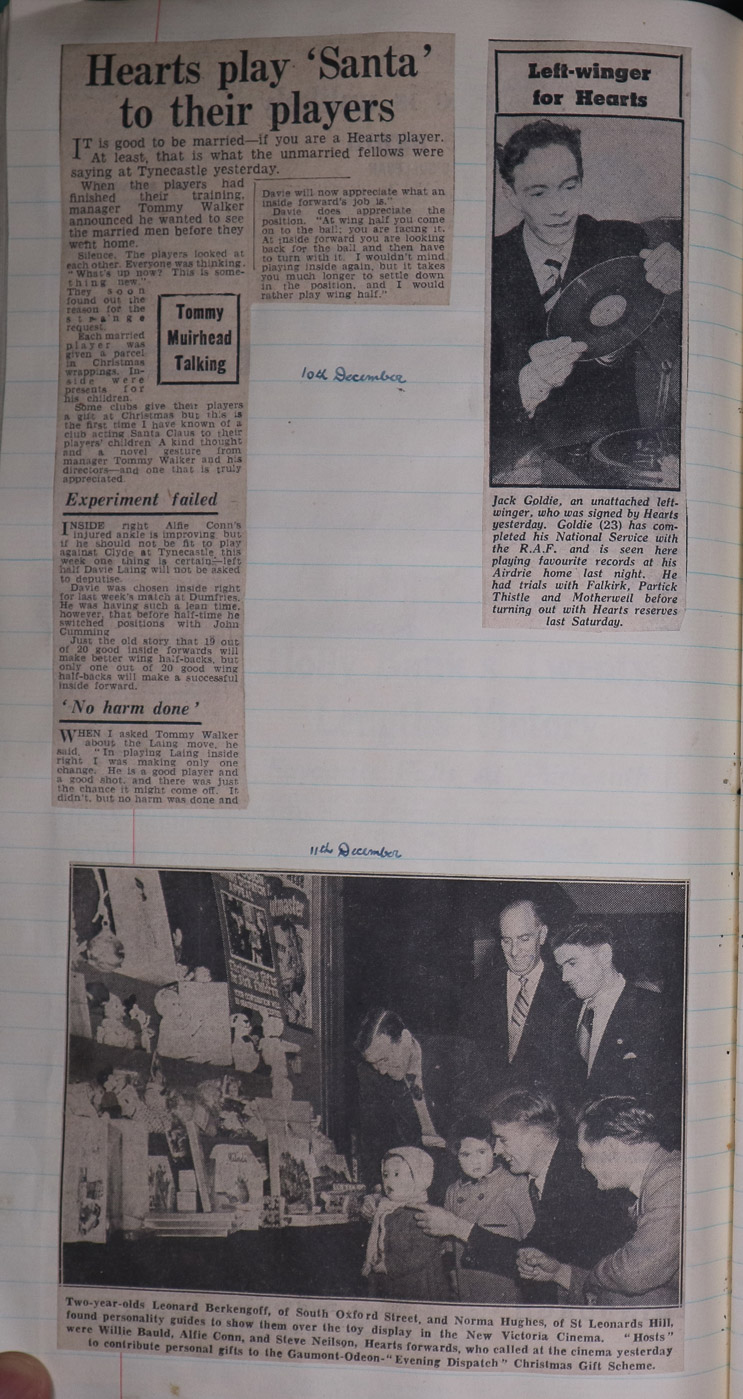 Hearts play 'Santa'
to their players
IT is good to be married—if you are a Hearts player.
At least, that is what the unmarried fellows were
saying at Tynecastle yesterday.
When the players had
finished their training,
manager Tommy Walker
announced he wanted to see
the married men before they
went home.
Silence. The players looked at
each other. Everyone was thinking,
"What's up now? This is some-
thing new."
They soon
found out the
reason for the
strange
request.
Each married
player was
given a parcel
in Christmas
wrappings. In-
side were
presents for
his children.
Tommy
Muirhead
Talking
Some clubs give their players
a gift at Christmas but this is
the first time I have known of a
club acting Santa Claus to their
players' children A kind thought
and a novel gesture from
manager Tommy Walker and his
directors—and one that is truly
appreciated.
Experiment failed
INSIDE right Alfie Conn's
injured ankle is improving but
if he should not be fit to play
against Clyde at Tynecastle this
week one thing is certain—left
half Davie Laing will not be asked
to deputise.
Davie was chosen inside right
for last week's match at Dumfries.
He was having such a lean time,
however, that before half-time he
switched positions with John
Cumming
Just the old story that 19 out
of 20 good inside forwards will
make better wing half-backs, but
only one out of 20 good wing
half-backs will make a successful
inside forward.
'No harm done'
WHEN I asked Tommy Walker
about the Laing move, he
said, "In playing Laing inside
right I was making only one
change. He is a good player and
a good shot, and there was just
the chance it might come off. It
didn't, but no harm was done and
Davie will now appreciate what an
inside forward's job is."
Davie does appreciate the
position. "At wing half you come
on to the ball; you are facing it.
At inside forward you are looking
back for the ball and then have
to turn with it. I wouldn't mind
playing inside again, but it takes
you much longer to settle down
in the position, and I would
rather play wing half."
10th December
Left-winger
for Hearts
Jack Goldie, an unattached left-
winger, who was signed by Hearts
yesterday. Goldie (23) has com-
pleted his National Service with
the R.A.F. and is seen here
playing favourite records at his
Airdrie home last night. He
had trials with Falkirk, Partick
Thistle and Motherwell before
turning out with Hearts reserves
last Saturday.
11th December
Two-year-olds Leonard Berkengoff, of South Oxford Street, and Norma Hughes, of St Leonards Hill,
found personality guides to show them over the toy display in the New Victoria Cinema. "Hosts"
were Willie Bauld, Alfie Conn, and Steve Neilson, Hearts forwards, who called at the cinema yesterday
to contribute personal gifts to the Gaumont-Odeon-"Evening Dispatch" Christmas Gift Scheme.